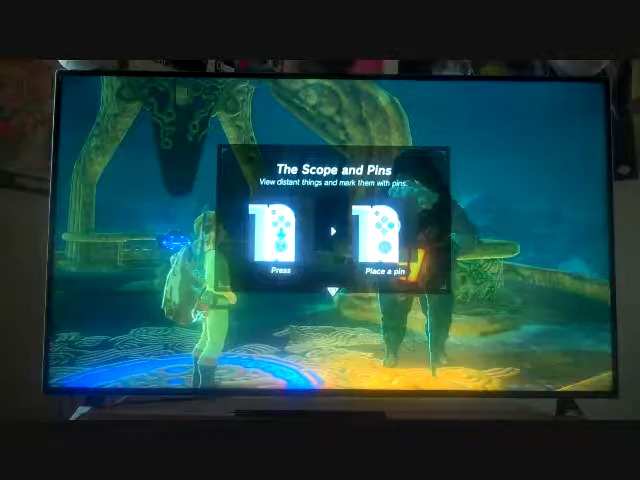 The Scope and Pins
View distant things and mark them with pins.
Press
Place a pin